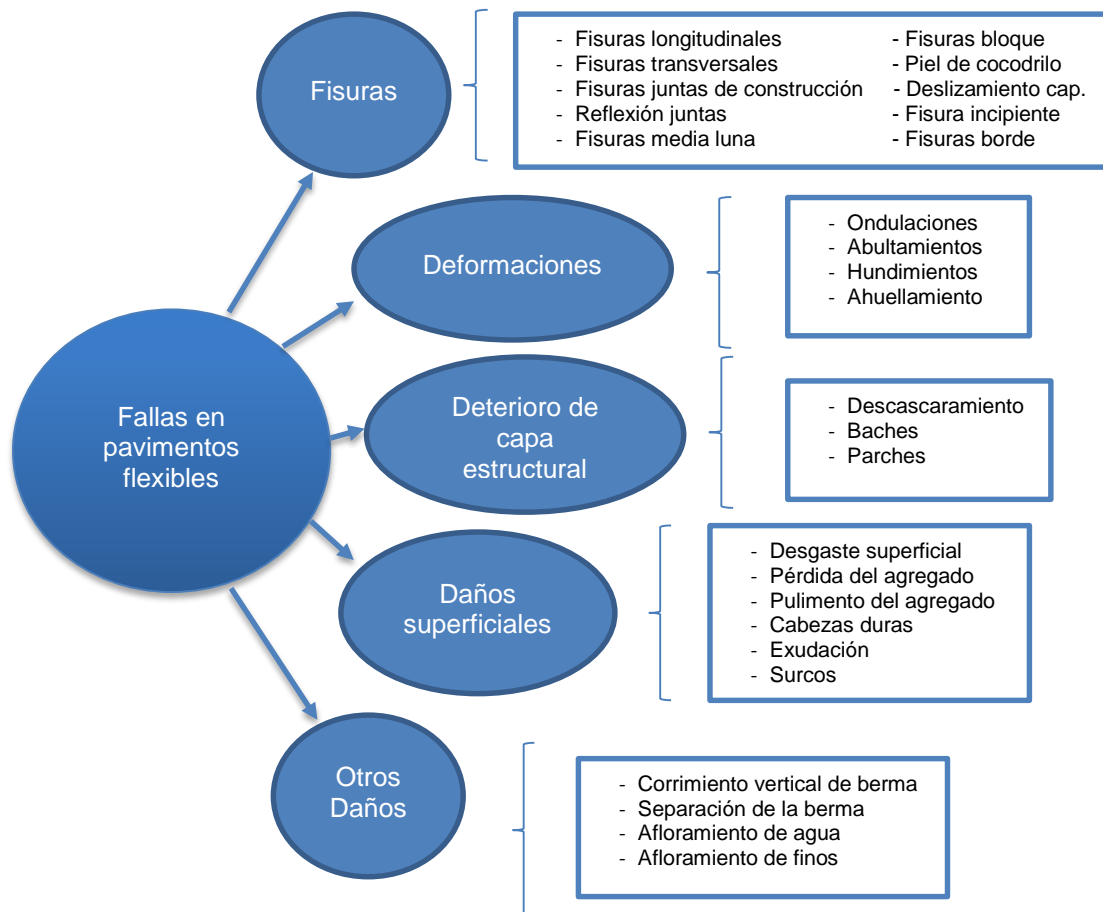 Fallas en
pavimentos
flexibles
Fisuras
- Fisuras longitudinales - Fisuras bloque
- Fisuras transversales - Piel de cocodrilo
- Fisuras juntas de construcción - Deslizamiento cap.
- Reflexión juntas - Fisura incipiente
- Fisuras media luna - Fisuras borde
Deformaciones
- Ondulaciones
- Abultamientos
- Hundimientos
- Ahuellamiento
Deterioro de
capa
estructural
- Descascaramiento
- Baches
- Parches
Daños
superficiales
- Desgaste superficial
- Pérdida del agregado
- Pulimento del agregado
- Cabezas duras
- Exudación
- Surcos
Otros
Daños
- Corrimiento vertical de berma
- Separación de la berma
- Afloramiento de agua
- Afloramiento de finos